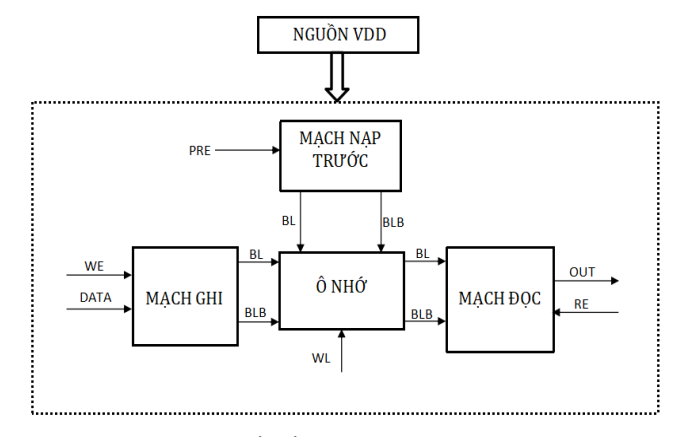 NGUỒN VDD
MẠCH NẠP
TRƯỚC
PRE
BL
BLB
WE
DATA
MẠCH GHI
BL
BLB
Ô NHỚ
WL
BL
BLB
MẠCH ĐỌC
OUT
RE